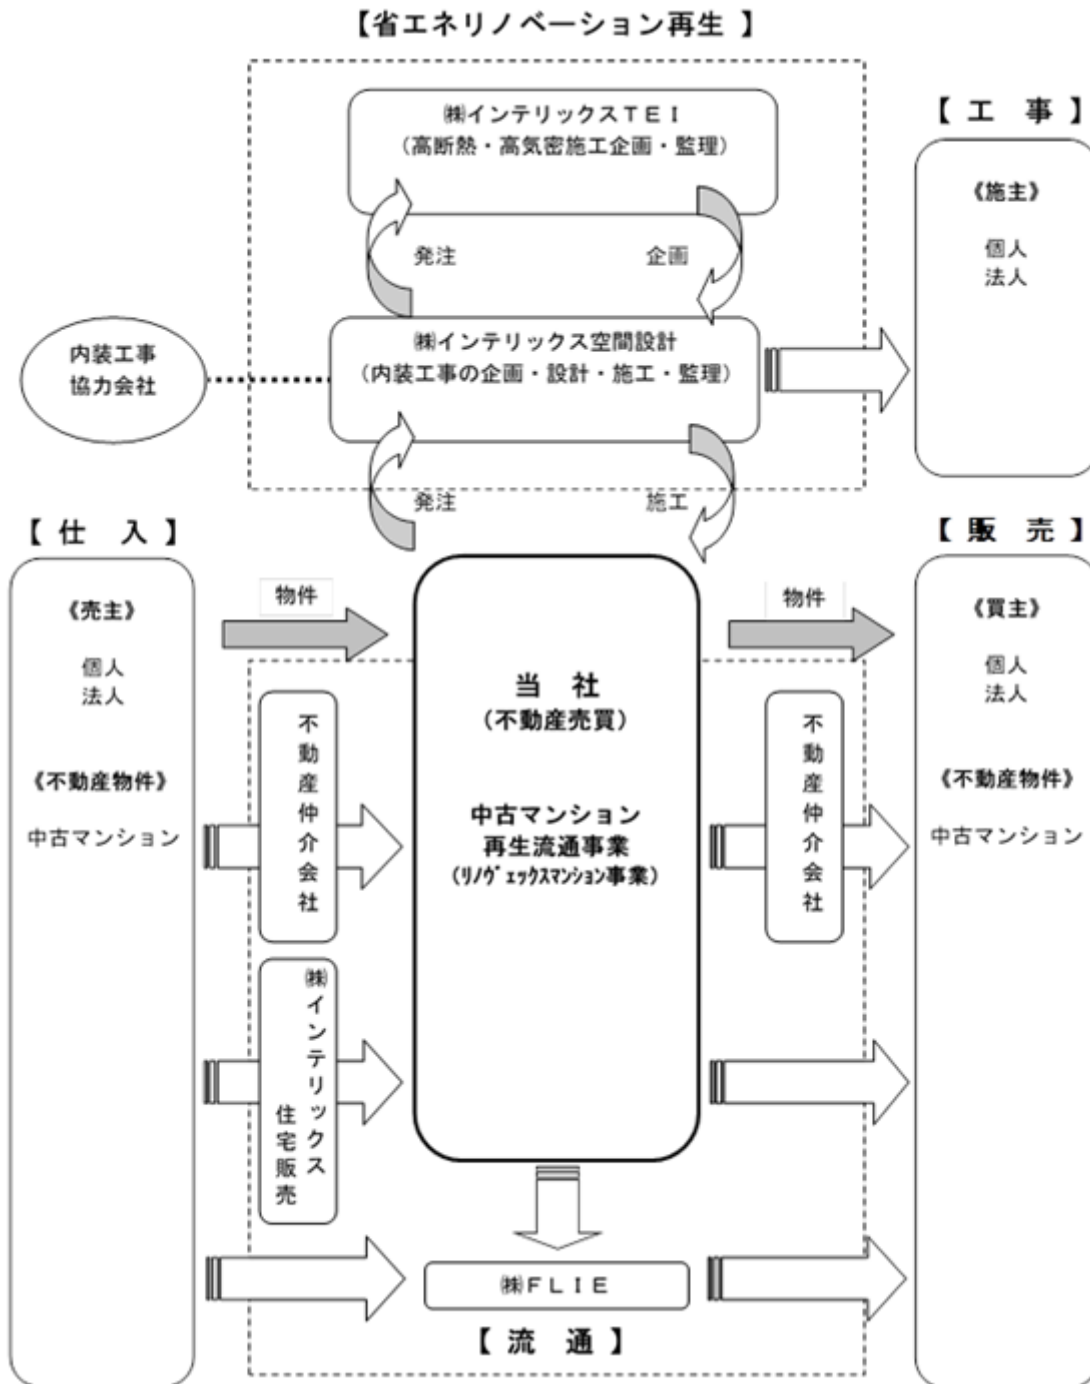 【省エネリノベーション再生 】
㈱インテリックスTEI
(高断熱・高気密施工企画・監理)
発注
企画
【 工　事 】
《施主》
個人
法人
内装工事
協力会社
㈱インテリックス空間設計
(内装工事の企画・設計・施工・監理)
発注
施工
【 仕　入 】
《売主》
個人
法人
《不動産物件》
中古マンション
物件
不動産仲介会社
㈱インテリックス
住宅販売
当　社
(不動産売買)
中古マンション
再生流通事業
(リノヴェックスマンション事業)
物件
不動産仲介会社
【 販　売 】
《買主》
個人
法人
《不動産物件》
中古マンション
㈱FLIE
【 流　通 】